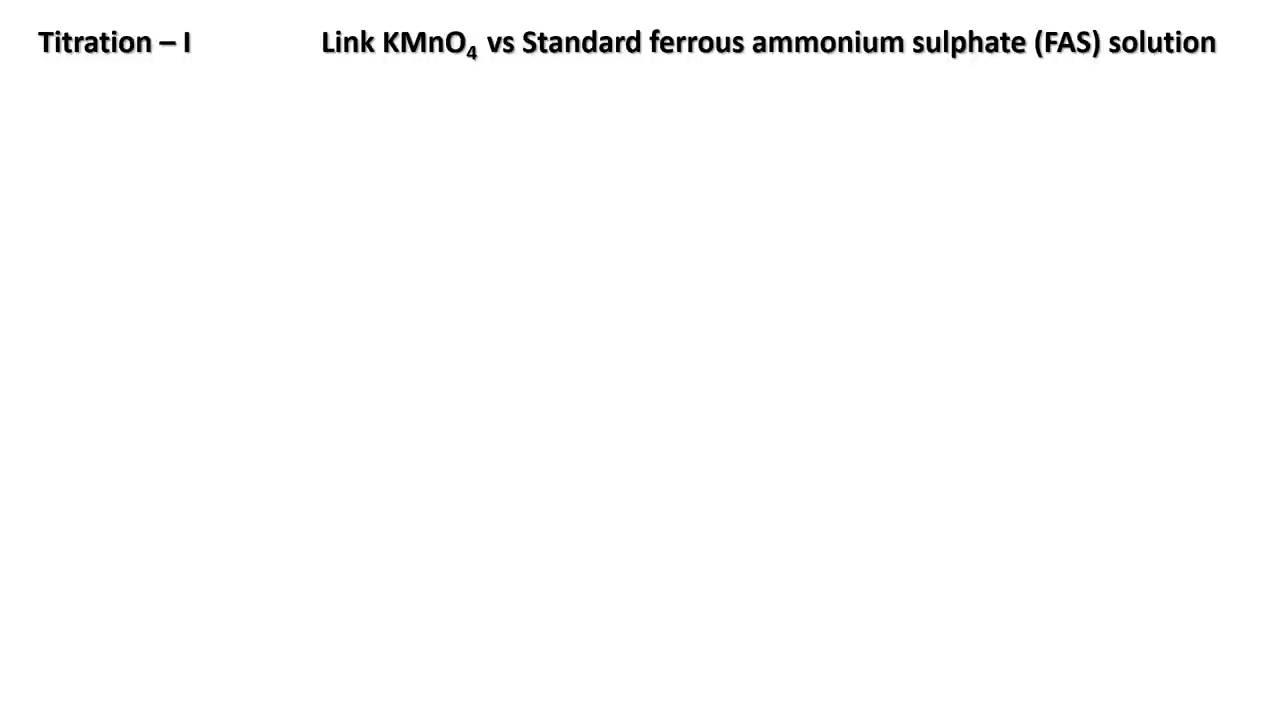 Titration – I Link KMnO₄ vs Standard ferrous ammonium sulphate (FAS) solution